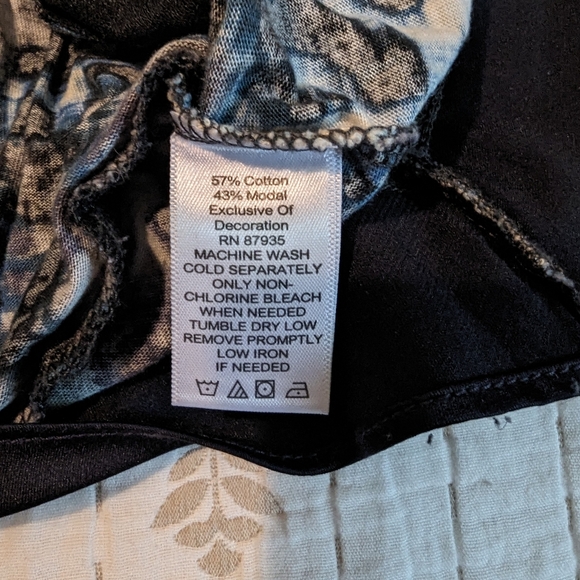 57% Cotton
43% Modal
Exclusive Of
Decoration
RN 87935
MACHINE WASH
COLD SEPARATELY
ONLY NON-
CHLORINE BLEACH
WHEN NEEDED
TUMBLE DRY LOW
REMOVE PROMPTLY
LOW IRON
IF NEEDED